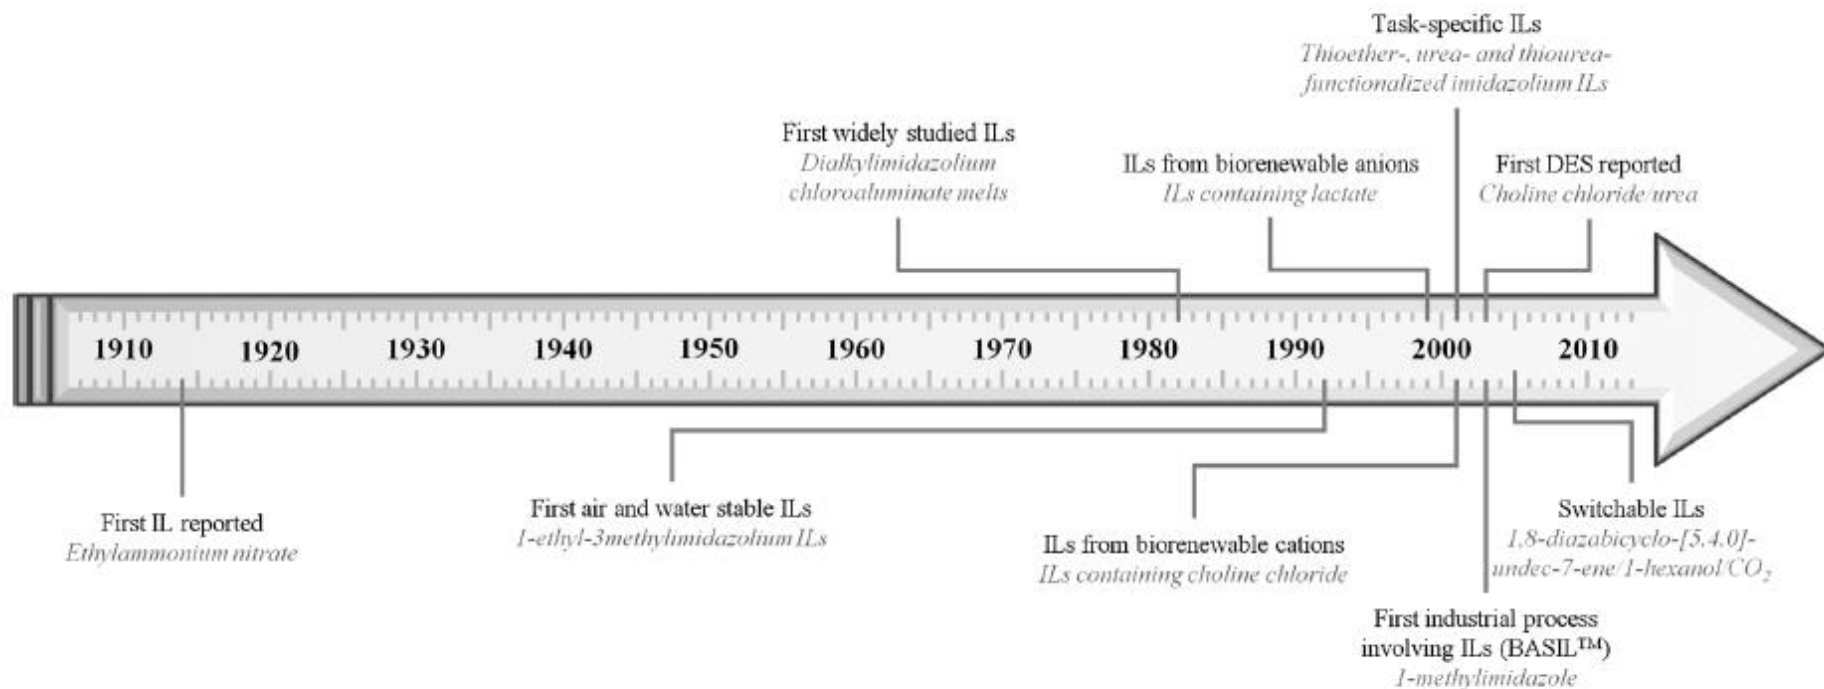 Task-specific ILs
Thioether-, urea- and thiourea-
functionalized imidazolium ILs
First widely studied ILs
Dialkylimidazolium
chloroaluminate melts
ILs from biorenewable anions
ILs containing lactate
First DES reported
Choline chloride/urea
1910 1920 1930 1940 1950 1960 1970 1980 1990 2000 2010
First IL reported
Ethylammonium nitrate
First air and water stable ILs
1-ethyl-3methylimidazolium ILs
ILs from biorenewable cations
ILs containing choline chloride
Switchable ILs
1,8-diazabicyclo-[5.4.0]-
undec-7-ene/1-hexanol/CO₂
First industrial process
involving ILs (BASIL™)
1-methylimidazole